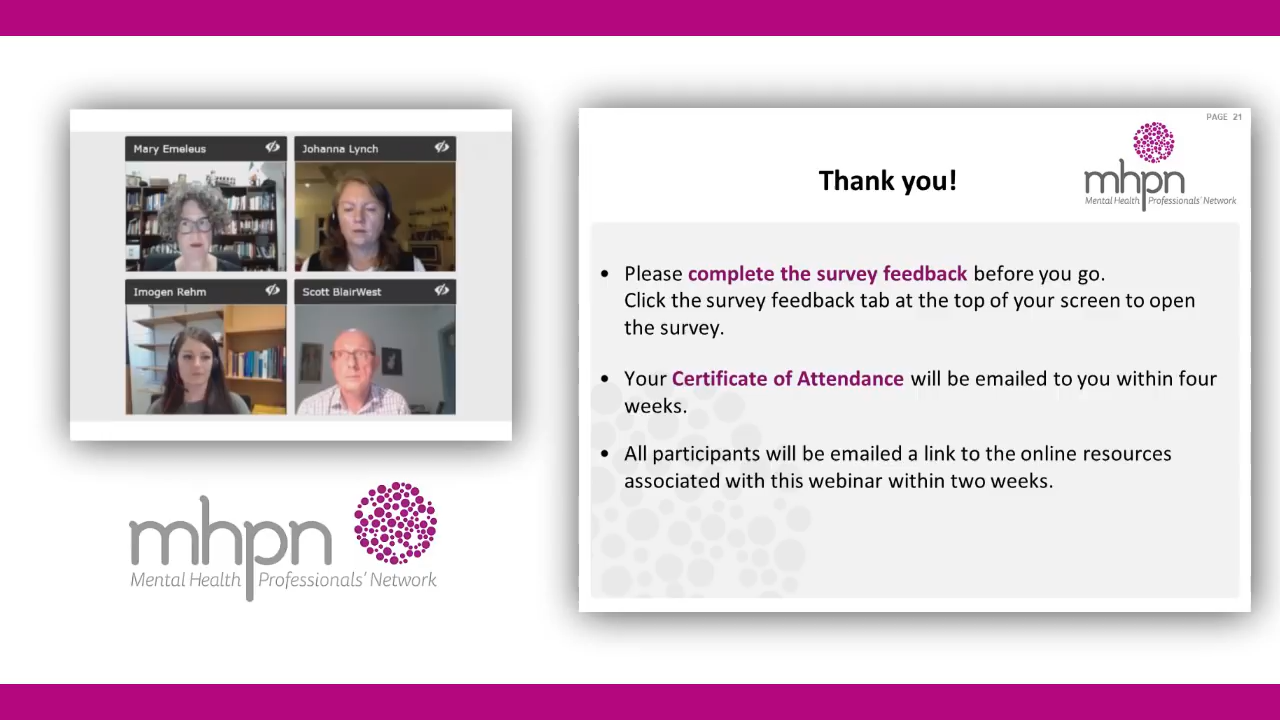 Mary Emeleus
Johanna Lynch
Imogen Rehm
Scott BlairWest
mhpn
Mental Health Professionals' Network
PAGE 21
mhpn
Mental Health Professionals' Network
Thank you!
• Please complete the survey feedback before you go.
Click the survey feedback tab at the top of your screen to open
the survey.
• Your Certificate of Attendance will be emailed to you within four
weeks.
• All participants will be emailed a link to the online resources
associated with this webinar within two weeks.